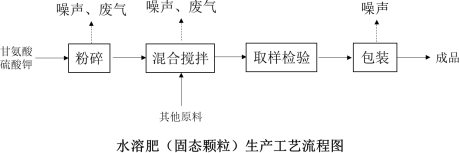 噪声、废气
噪声、废气
噪声
甘氨酸
硫酸钾
粉碎
混合搅拌
取样检验
包装
成品
其他原料
水溶肥（固态颗粒）生产工艺流程图